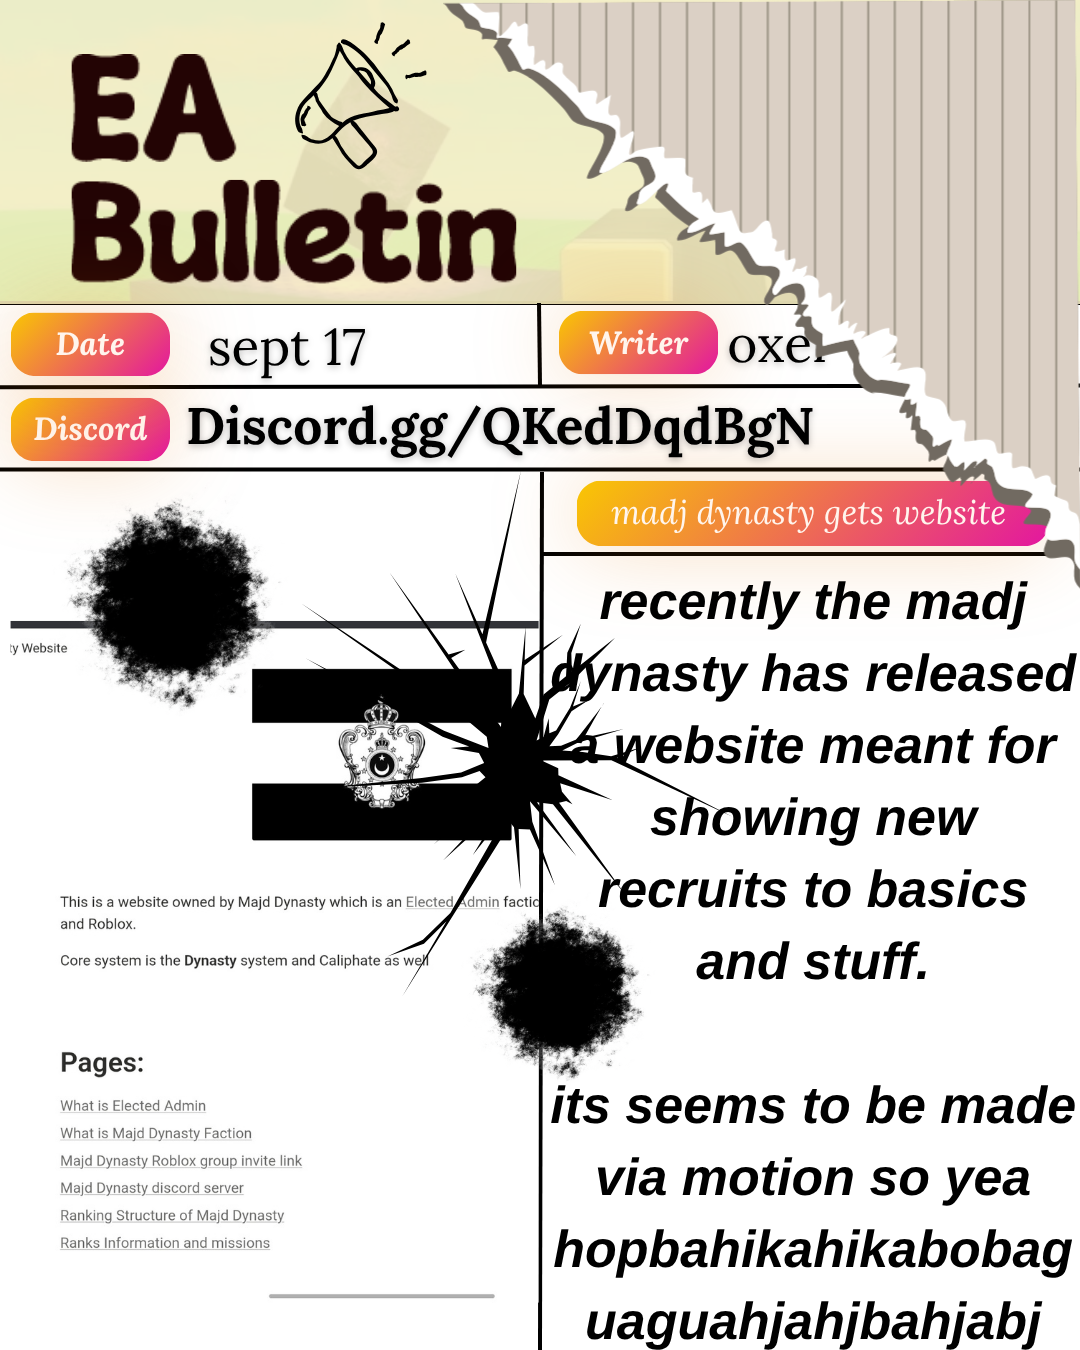 EA
Bulletin
Date
sept 17
Writer
Discord
Discord.gg/QKedDqdBgN
madj dynasty gets website
recently the madj
dynasty has released
a website meant for
showing new
recruits to basics
and stuff.
its seems to be made
via motion so yea
hopbahikahikabobag
uaguahjahjbahjabj
ty Website
This is a website owned by Majd Dynasty which is an Elected Admin factic
and Roblox.
Core system is the Dynasty system and Caliphate as well
Pages:
What is Elected Admin
What is Majd Dynasty Faction
Majd Dynasty Roblox group invite link
Majd Dynasty discord server
Ranking Structure of Majd Dynasty
Ranks Information and missions